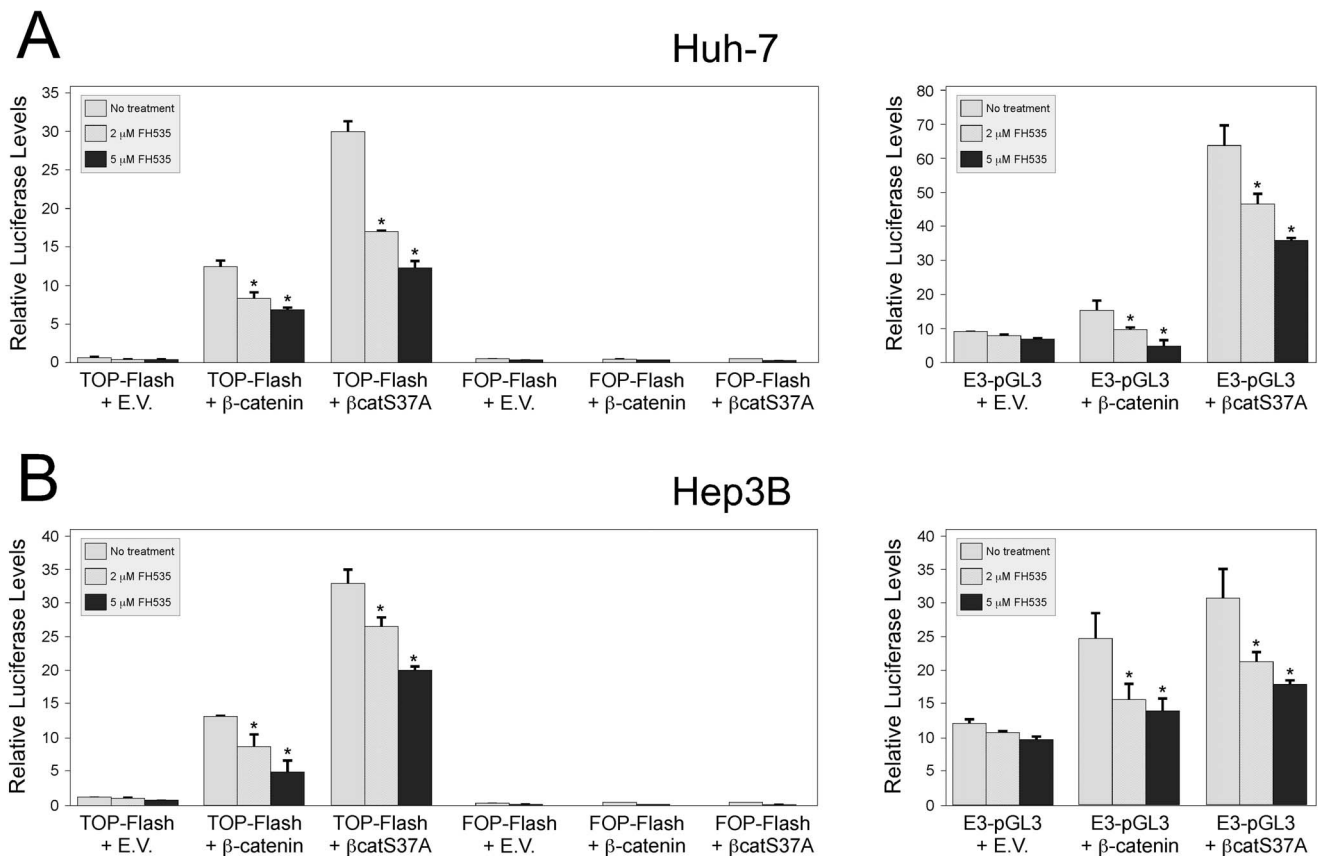 A
Huh-7
Relative Luciferase Levels
35
30
25
20
15
10
5
0
No treatment
2 μM FH535
5 μM FH535
*
*
*
*
TOP-Flash
+ E.V.
TOP-Flash
+ β-catenin
TOP-Flash
+ βcatS37A
FOP-Flash
+ E.V.
FOP-Flash
+ β-catenin
FOP-Flash
+ βcatS37A
Relative Luciferase Levels
80
70
60
50
40
30
20
10
0
No treatment
2 μM FH535
5 μM FH535
*
*
*
*
E3-pGL3
+ E.V.
E3-pGL3
+ β-catenin
E3-pGL3
+ βcatS37A
B
Hep3B
Relative Luciferase Levels
40
35
30
25
20
15
10
5
0
No treatment
2 μM FH535
5 μM FH535
*
*
*
*
TOP-Flash
+ E.V.
TOP-Flash
+ β-catenin
TOP-Flash
+ βcatS37A
FOP-Flash
+ E.V.
FOP-Flash
+ β-catenin
FOP-Flash
+ βcatS37A
Relative Luciferase Levels
40
35
30
25
20
15
10
5
0
No treatment
2 μM FH535
5 μM FH535
*
*
*
*
E3-pGL3
+ E.V.
E3-pGL3
+ β-catenin
E3-pGL3
+ βcatS37A